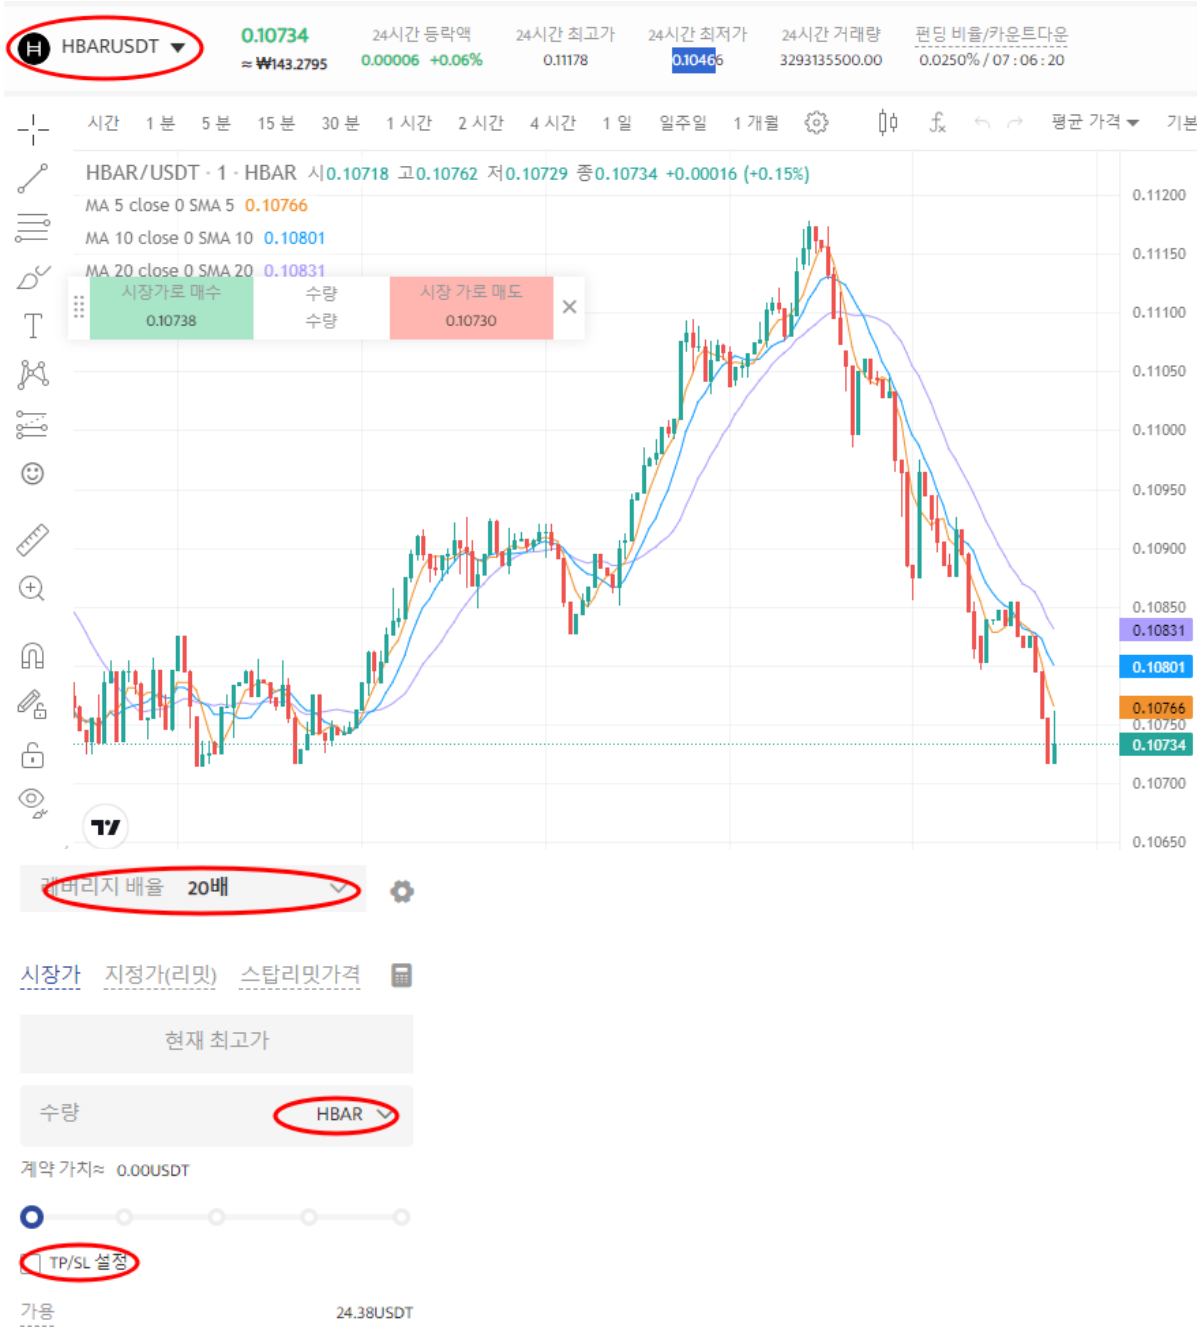 HBARUSDT
0.10734
≈ ₩143.2795
24시간 등락액
0.00006 +0.06%
24시간 최고가
0.11178
24시간 최저가
0.10466
24시간 거래량
3293135500.00
펀딩 비율/카운트다운
0.0250% / 07 : 06 : 20
시간 1 분 5 분 15 분 30 분 1 시간 2 시간 4 시간 1 일 일주일 1 개월 평균 가격 기본
HBAR/USDT · 1 · HBAR 시0.10718 고0.10762 저0.10729 종0.10734 +0.00016 (+0.15%)
MA 5 close 0 SMA 5 0.10766
MA 10 close 0 SMA 10 0.10801
MA 20 close 0 SMA 20 0.10831
시장가로 매수 수량 시장 가로 매도
0.10738 수량 0.10730
0.11200
0.11150
0.11100
0.11050
0.11000
0.10950
0.10900
0.10850
0.10831
0.10801
0.10766
0.10750
0.10734
0.10700
0.10650
레버리지 배율 20배
시장가 지정가(리밋) 스탑리밋가격
현재 최고가
수량 HBAR
계약 가치≈ 0.00USDT
TP/SL 설정
가용 24.38USDT